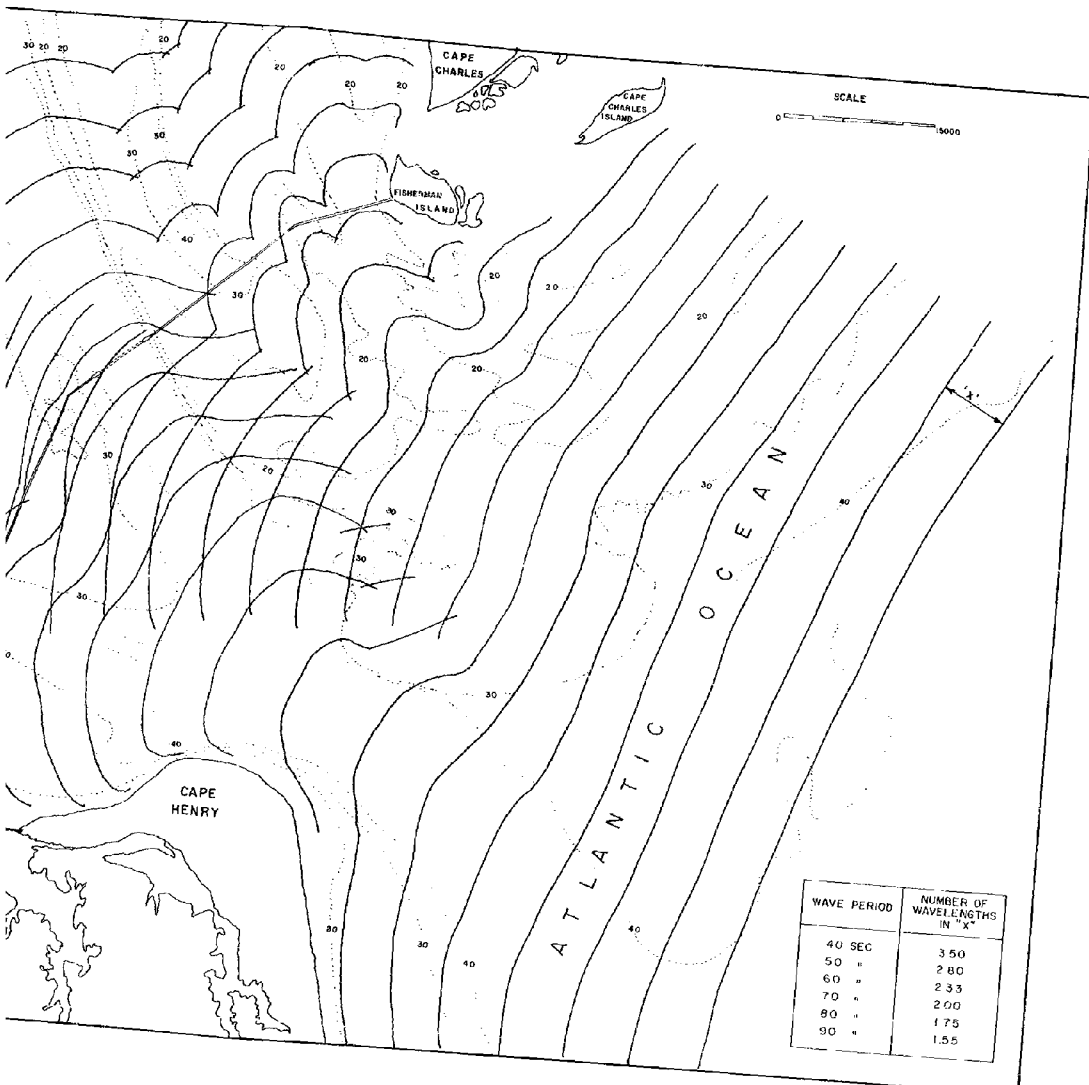 30 20 20
20
CAPE
CHARLES
20
20
20
CAPE
CHARLES
ISLAND
SCALE
0
15000
30
30
FISHERMAN
ISLAND
40
30
20
20
20
20
20
"X"
30
20
30
30
40
30
30
30
40
CAPE
HENRY
ATLANTIC OCEAN
30
30
40
40
WAVE PERIOD
NUMBER OF
WAVELENGTHS
IN "X"
40 SEC 3.50
50 " 2.80
60 " 2.33
70 " 2.00
80 " 1.75
90 " 1.55